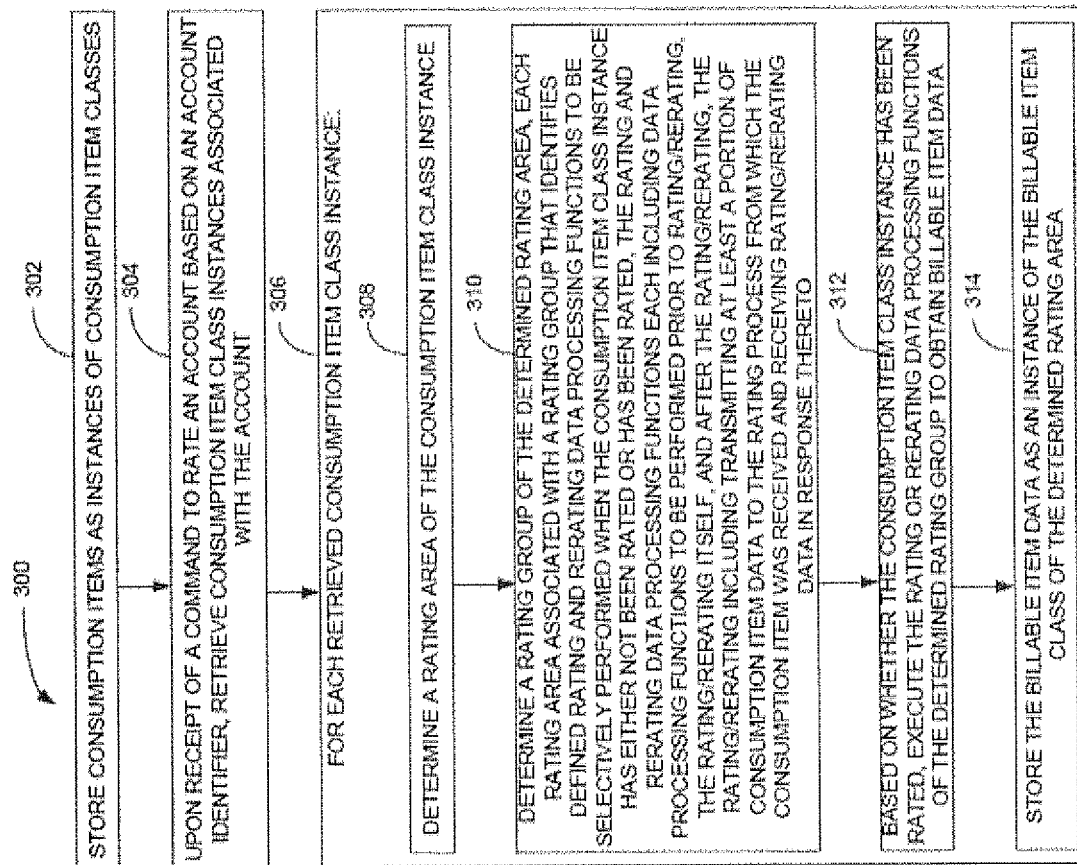 300
302
STORE CONSUMPTION ITEMS AS INSTANCES OF CONSUMPTION ITEM CLASSES
304
UPON RECEIPT OF A COMMAND TO RATE AN ACCOUNT BASED ON AN ACCOUNT
IDENTIFIER, RETRIEVE CONSUMPTION ITEM CLASS INSTANCES ASSOCIATED
WITH THE ACCOUNT
306
FOR EACH RETRIEVED CONSUMPTION ITEM CLASS INSTANCE:
308
DETERMINE A RATING AREA OF THE CONSUMPTION ITEM CLASS INSTANCE
310
DETERMINE A RATING GROUP OF THE DETERMINED RATING AREA, EACH
RATING AREA ASSOCIATED WITH A RATING GROUP THAT IDENTIFIES
DEFINED RATING AND RERATING DATA PROCESSING FUNCTIONS TO BE
SELECTIVELY PERFORMED WHEN THE CONSUMPTION ITEM CLASS INSTANCE
HAS EITHER NOT BEEN RATED OR HAS BEEN RATED, THE RATING AND
RERATING DATA PROCESSING FUNCTIONS EACH INCLUDING DATA
PROCESSING FUNCTIONS TO BE PERFORMED PRIOR TO RATING/RERATING,
THE RATING/RERATING ITSELF, AND AFTER THE RATING/RERATING, THE
RATING/RERATING INCLUDING TRANSMITTING AT LEAST A PORTION OF
CONSUMPTION ITEM DATA TO THE RATING PROCESS FROM WHICH THE
CONSUMPTION ITEM WAS RECEIVED AND RECEIVING RATING/RERATING
DATA IN RESPONSE THERETO
312
BASED ON WHETHER THE CONSUMPTION ITEM CLASS INSTANCE HAS BEEN
RATED, EXECUTE THE RATING OR RERATING DATA PROCESSING FUNCTIONS
OF THE DETERMINED RATING GROUP TO OBTAIN BILLABLE ITEM DATA
314
STORE THE BILLABLE ITEM DATA AS AN INSTANCE OF THE BILLABLE ITEM
CLASS OF THE DETERMINED RATING AREA